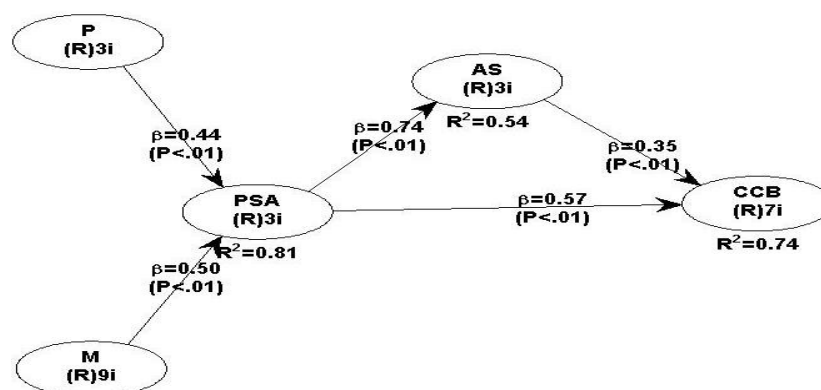 P
(R)3i
AS
(R)3i
R²=0.54
β=0.44
(P<.01)
β=0.74
(P<.01)
β=0.35
(P<.01)
PSA
(R)3i
R²=0.81
β=0.57
(P<.01)
CCB
(R)7i
R²=0.74
β=0.50
(P<.01)
M
(R)9i